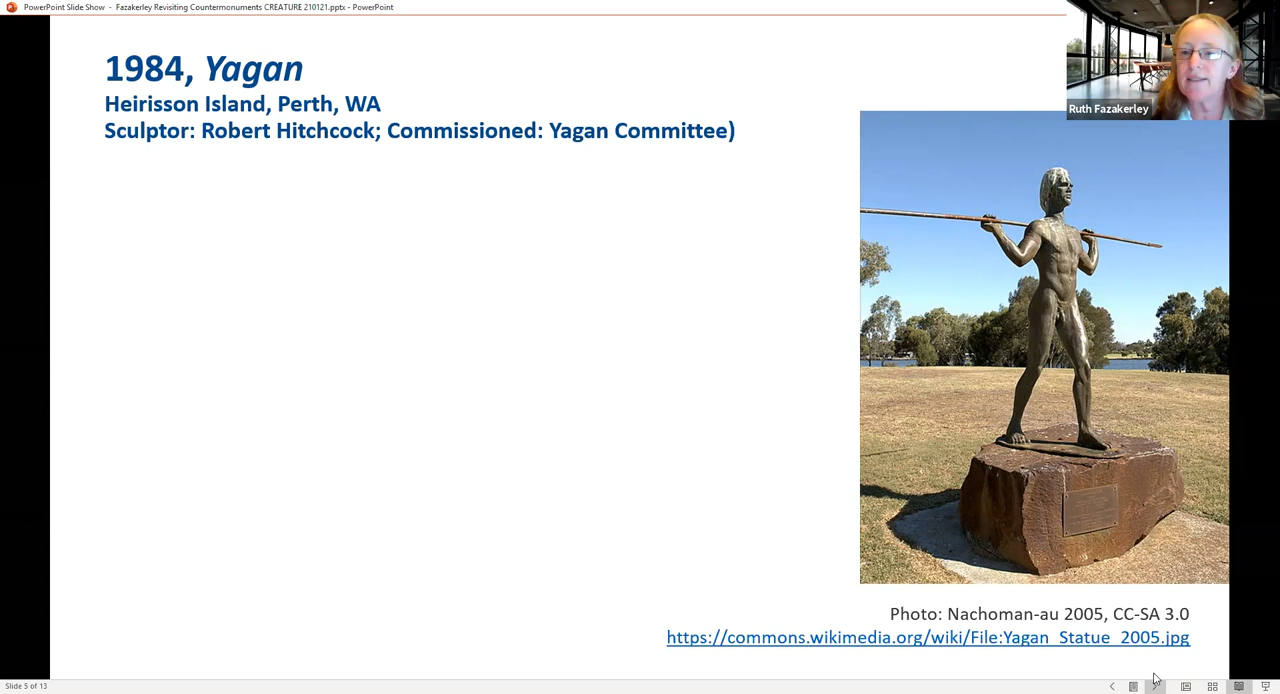 PowerPoint Slide Show - Fazakerley Revisiting Countermonuments CREATURE 210121.pptx - PowerPoint
1984, Yagan
Heirisson Island, Perth, WA
Sculptor: Robert Hitchcock; Commissioned: Yagan Committee)
Ruth Fazakerley
Photo: Nachoman-au 2005, CC-SA 3.0
https://commons.wikimedia.org/wiki/File:Yagan_Statue_2005.jpg
Slide 5 of 13